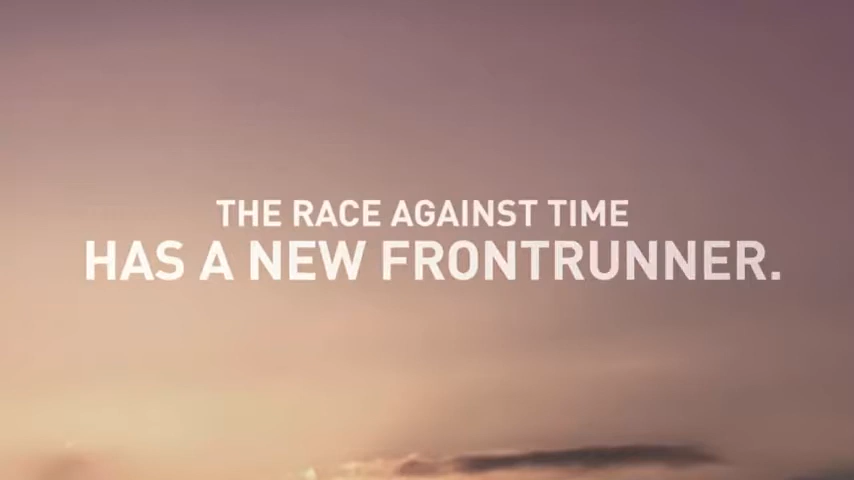 THE RACE AGAINST TIME
HAS A NEW FRONTRUNNER.